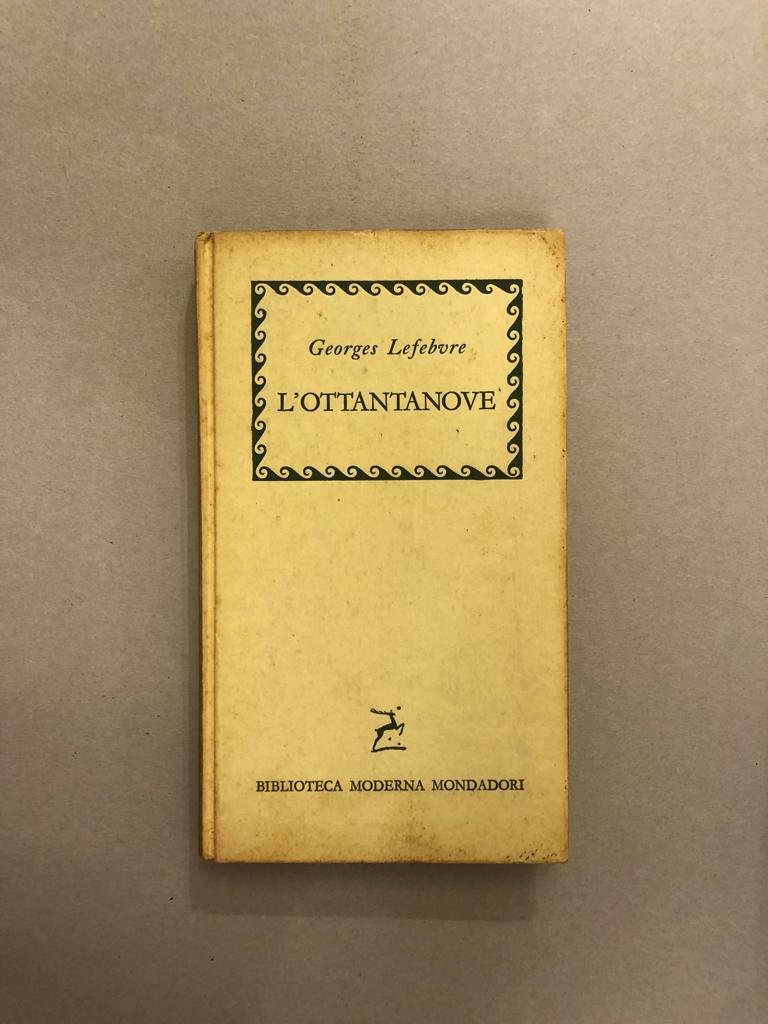 Georges Lefebvre
L'OTTANTANOVE
BIBLIOTECA MODERNA MONDADORI